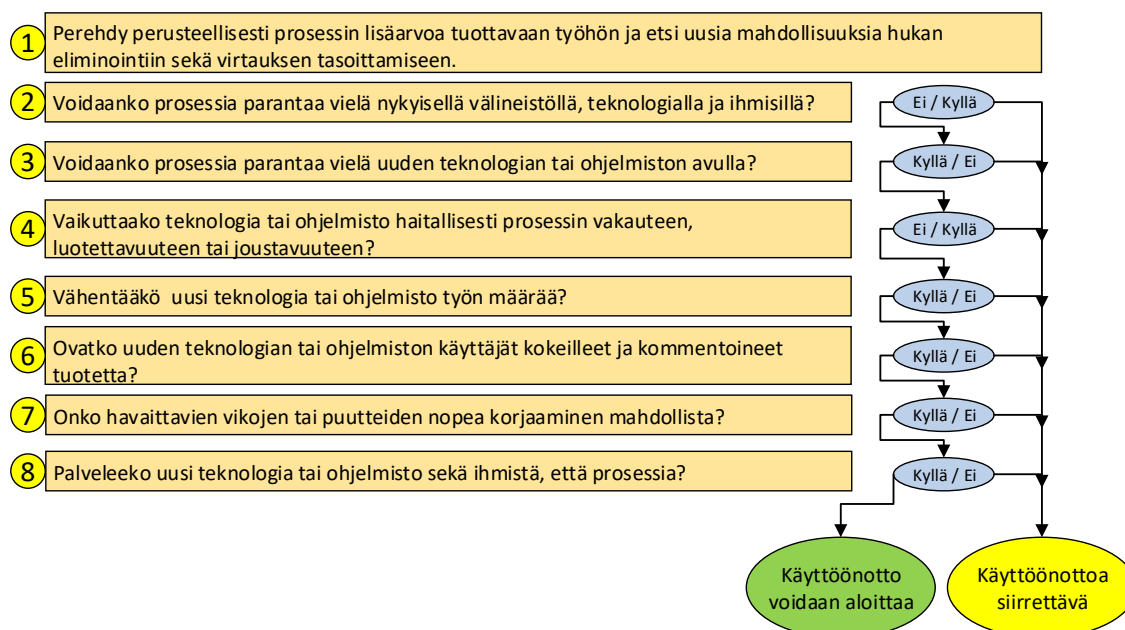 1 Perehdy perusteellisesti prosessin lisäarvoa tuottavaan työhön ja etsi uusia mahdollisuuksia hukan
eliminointiin sekä virtauksen tasoittamiseen.
2 Voidaanko prosessia parantaa vielä nykyisellä välineistöllä, teknologialla ja ihmisillä? Ei / Kyllä
3 Voidaanko prosessia parantaa vielä uuden teknologian tai ohjelmiston avulla? Kyllä / Ei
4 Vaikuttaako teknologia tai ohjelmisto haitallisesti prosessin vakauteen,
luotettavuuteen tai joustavuuteen? Ei / Kyllä
5 Vähentääkö  uusi teknologia tai ohjelmisto työn määrää? Kyllä / Ei
6 Ovatko uuden teknologian tai ohjelmiston käyttäjät kokeilleet ja kommentoineet
tuotetta? Kyllä / Ei
7 Onko havaittavien vikojen tai puutteiden nopea korjaaminen mahdollista? Kyllä / Ei
8 Palveleeko uusi teknologia tai ohjelmisto sekä ihmistä, että prosessia? Kyllä / Ei
Käyttöönotto
voidaan aloittaa
Käyttöönottoa
siirrettävä